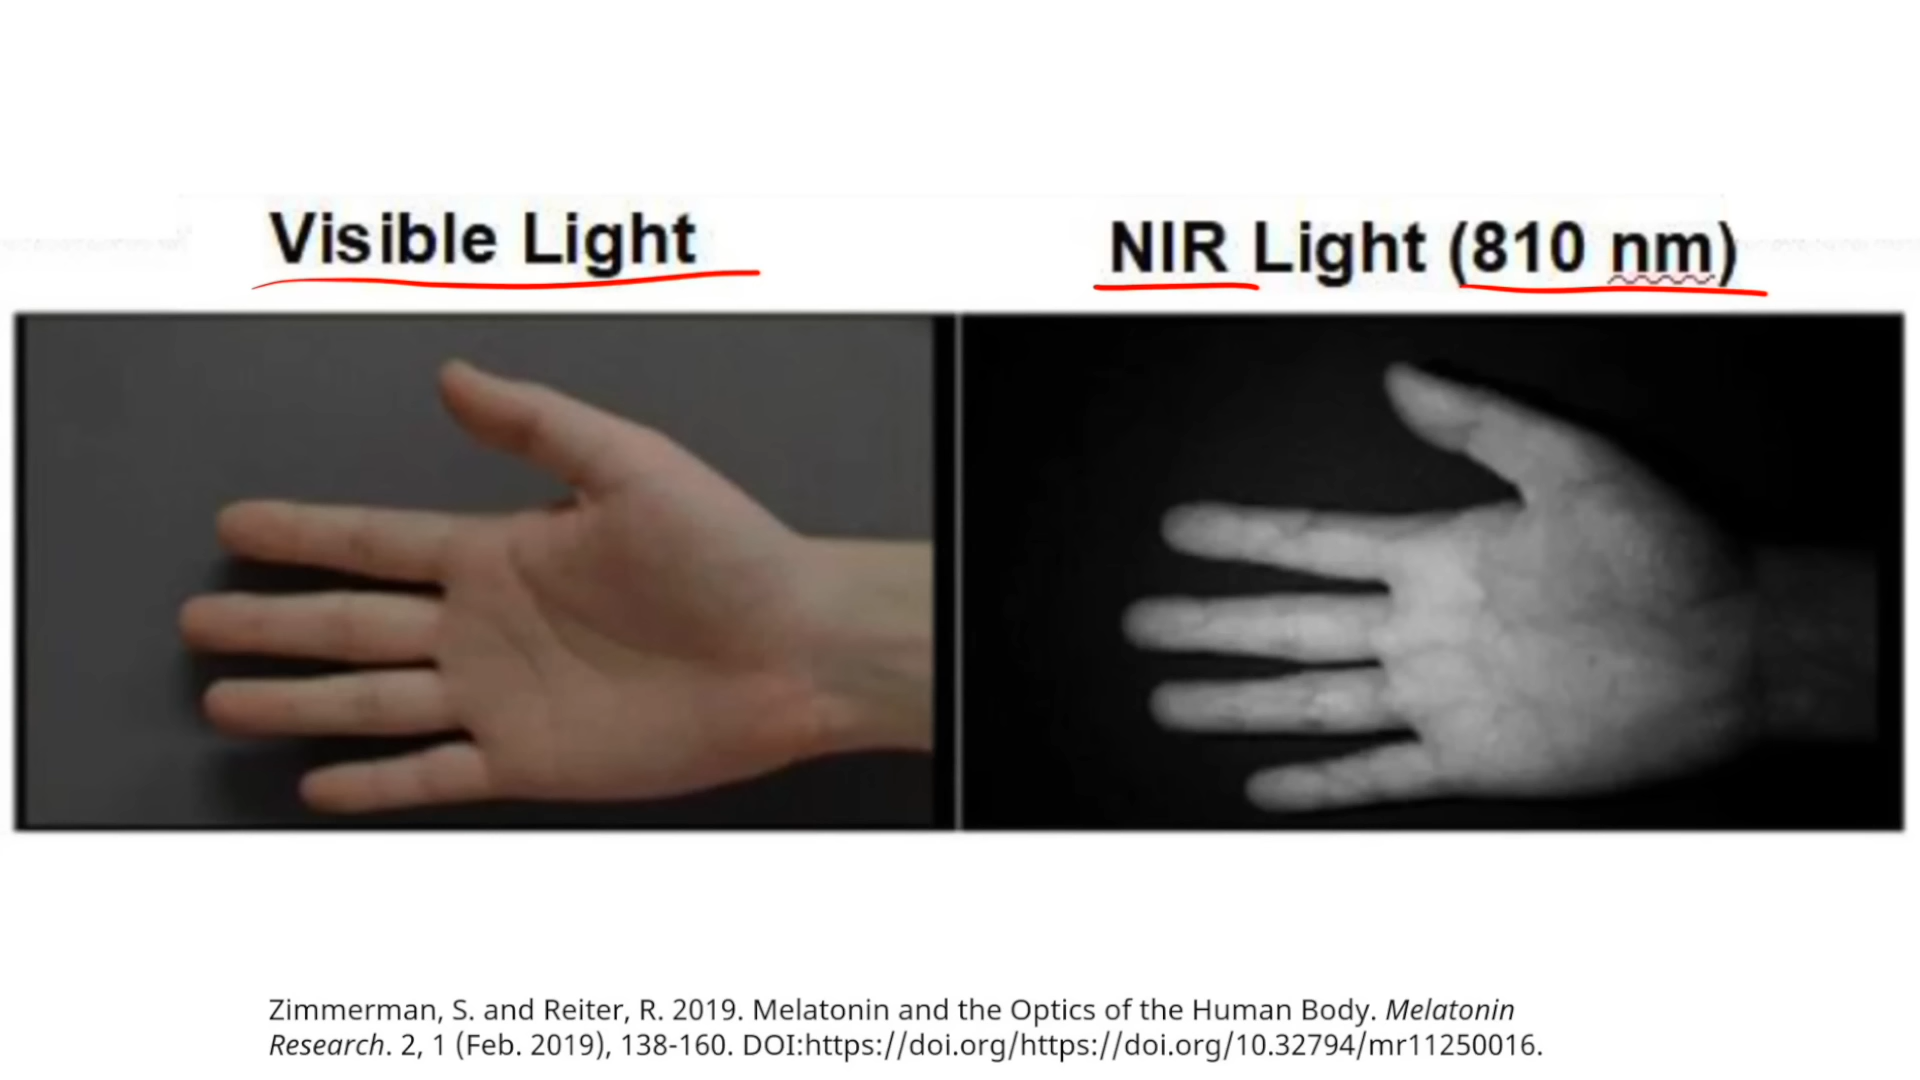 Visible Light
NIR Light (810 nm)
Zimmerman, S. and Reiter, R. 2019. Melatonin and the Optics of the Human Body. Melatonin
Research. 2, 1 (Feb. 2019), 138-160. DOI:https://doi.org/https://doi.org/10.32794/mr11250016.